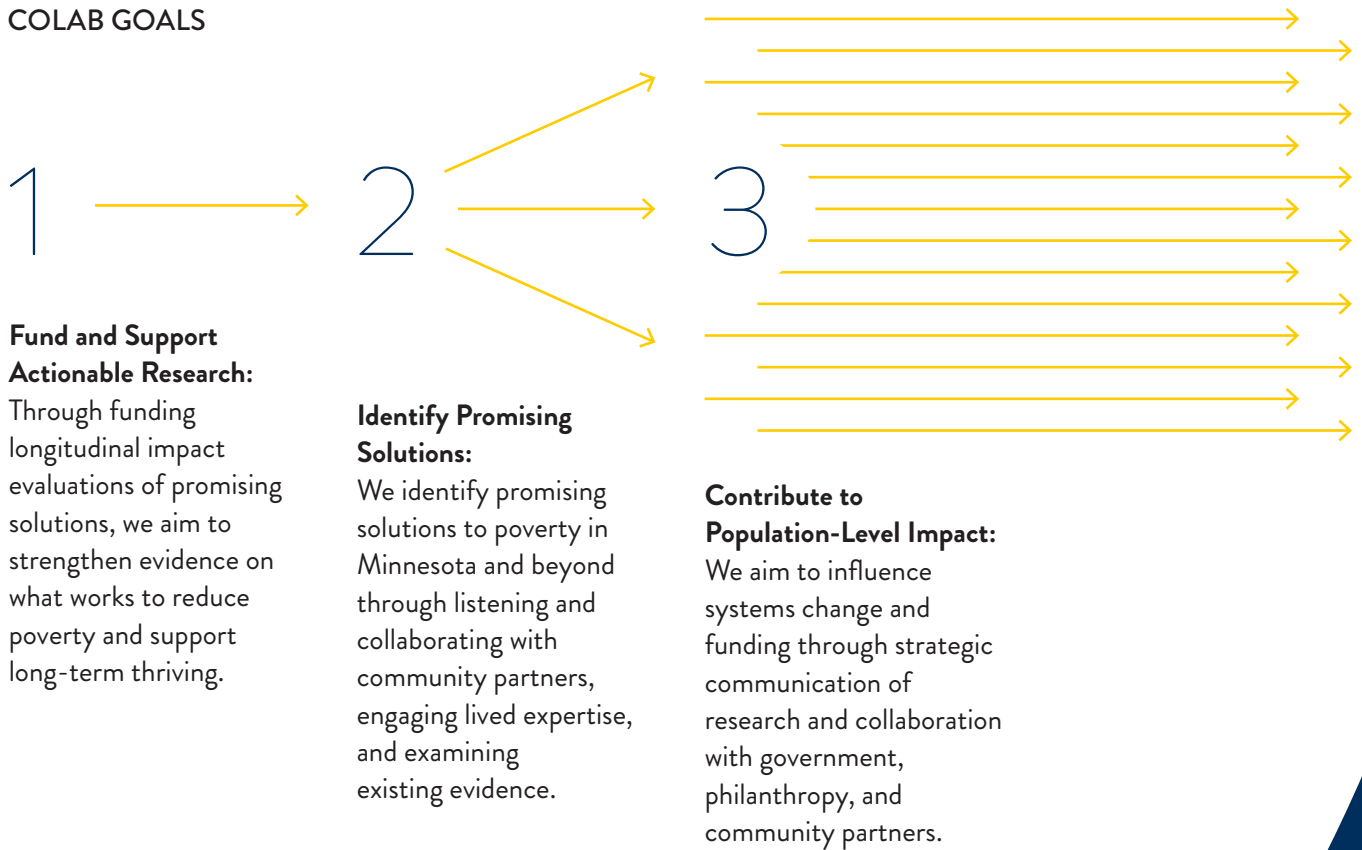 COLAB GOALS
1
2
3
Fund and Support
Actionable Research:
Through funding
longitudinal impact
evaluations of promising
solutions, we aim to
strengthen evidence on
what works to reduce
poverty and support
long-term thriving.
Identify Promising
Solutions:
We identify promising
solutions to poverty in
Minnesota and beyond
through listening and
collaborating with
community partners,
engaging lived expertise,
and examining
existing evidence.
Contribute to
Population-Level Impact:
We aim to influence
systems change and
funding through strategic
communication of
research and collaboration
with government,
philanthropy, and
community partners.